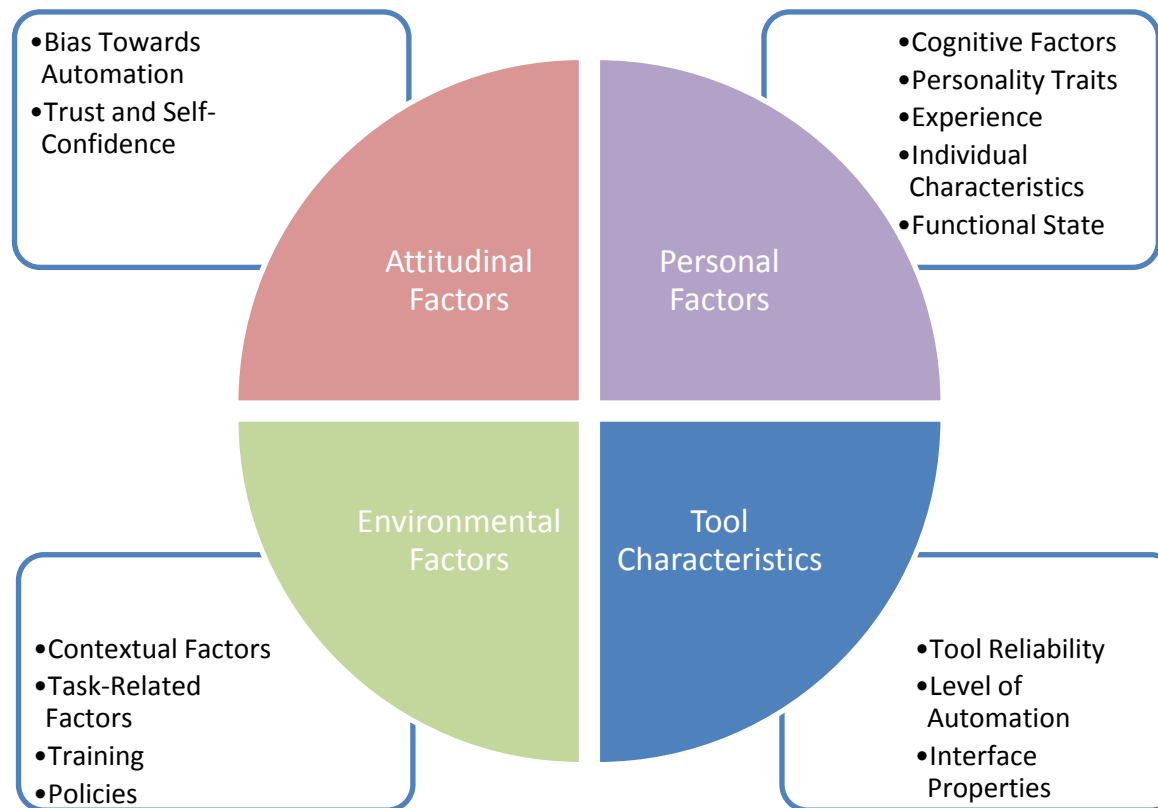 •Bias Towards
Automation
•Trust and Self-
Confidence
•Cognitive Factors
•Personality Traits
•Experience
•Individual
Characteristics
•Functional State
Attitudinal
Factors
Personal
Factors
Environmental
Factors
Tool
Characteristics
•Contextual Factors
•Task-Related
Factors
•Training
•Policies
•Tool Reliability
•Level of
Automation
•Interface
Properties